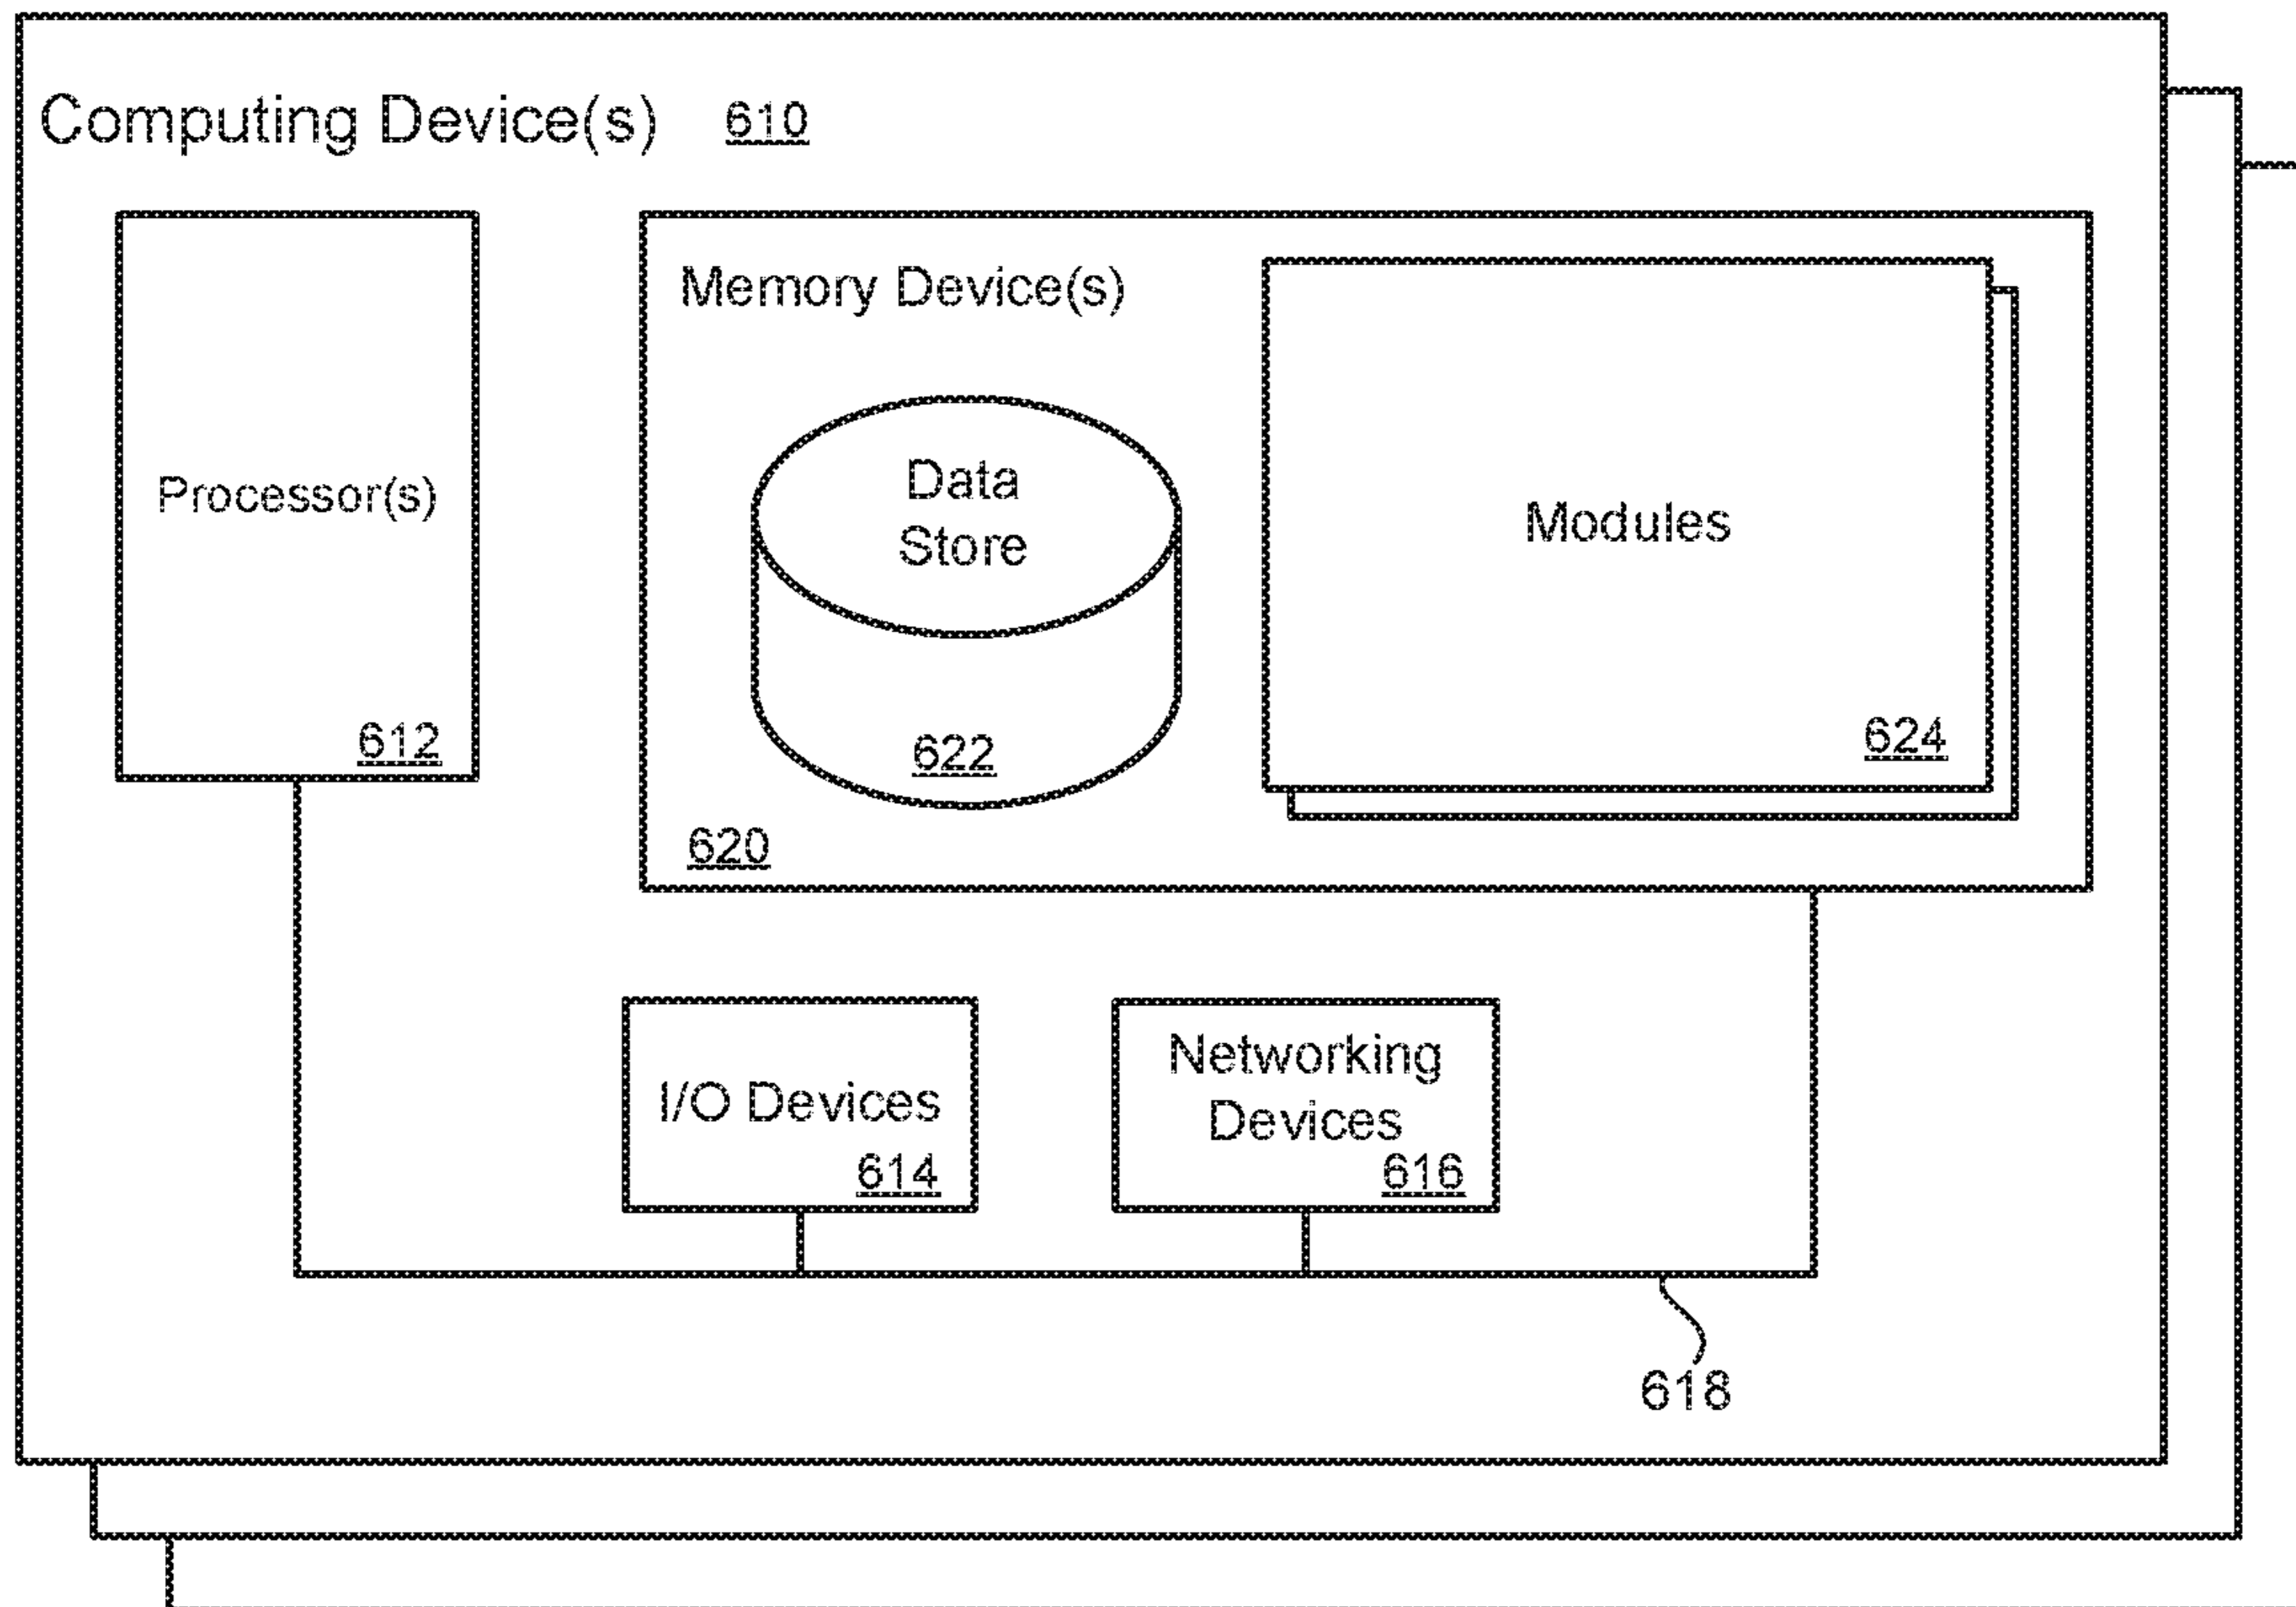 Computing Device(s) 610
Processor(s)
612
Memory Device(s)
Data
Store
622
620
Modules
624
I/O Devices
614
Networking
Devices
616
618